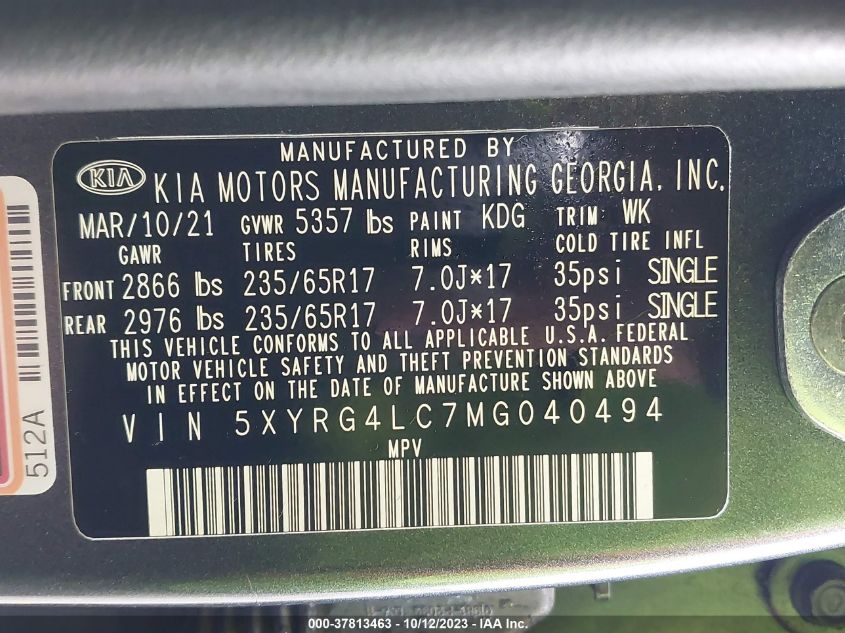 MANUFACTURED BY
KIA KIA MOTORS MANUFACTURING GEORGIA, INC.
MAR/10/21 GVWR 5357 lbs PAINT KDG TRIM WK
GAWR TIRES RIMS COLD TIRE INFL
FRONT 2866 lbs 235/65R17 7.0J×17 35psi SINGLE
REAR 2976 lbs 235/65R17 7.0J×17 35psi SINGLE
THIS VEHICLE CONFORMS TO ALL APPLICABLE U.S.A. FEDERAL
MOTOR VEHICLE SAFETY AND THEFT PREVENTION STANDARDS
IN EFFECT ON THE DATE OF MANUFACTURE SHOWN ABOVE
VIN 5XYRG4LC7MG040494
MPV
512A
000-37813463 - 10/12/2023 - IAA Inc.